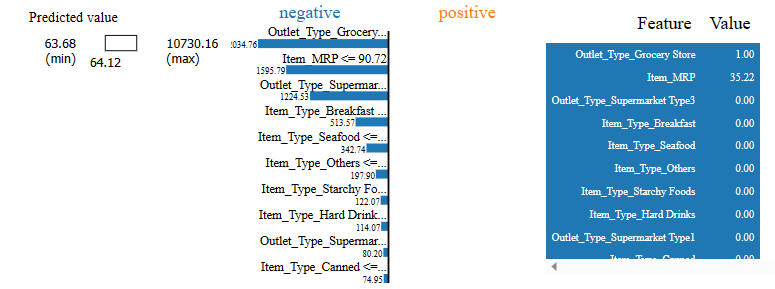 Predicted value
63.68
(min)
64.12
10730.16
(max)
negative
positive
Outlet_Type_Grocery...
Item_MRP <= 90.72
1595.79
Outlet_Type_Supermar...
1224.53
Item_Type_Breakfast ...
513.57
Item_Type_Seafood <=...
342.74
Item_Type_Others <=...
197.90
Item_Type_Starchy Fo...
122.07
Item_Type_Hard Drink...
114.07
Outlet_Type_Supermar...
80.20
Item_Type_Canned <=...
74.95
Feature Value
Outlet_Type_Grocery Store 1.00
Item_MRP 35.22
Outlet_Type_Supermarket Type3 0.00
Item_Type_Breakfast 0.00
Item_Type_Seafood 0.00
Item_Type_Others 0.00
Item_Type_Starchy Foods 0.00
Item_Type_Hard Drinks 0.00
Outlet_Type_Supermarket Type1 0.00
Item_Type_Canned 0.00